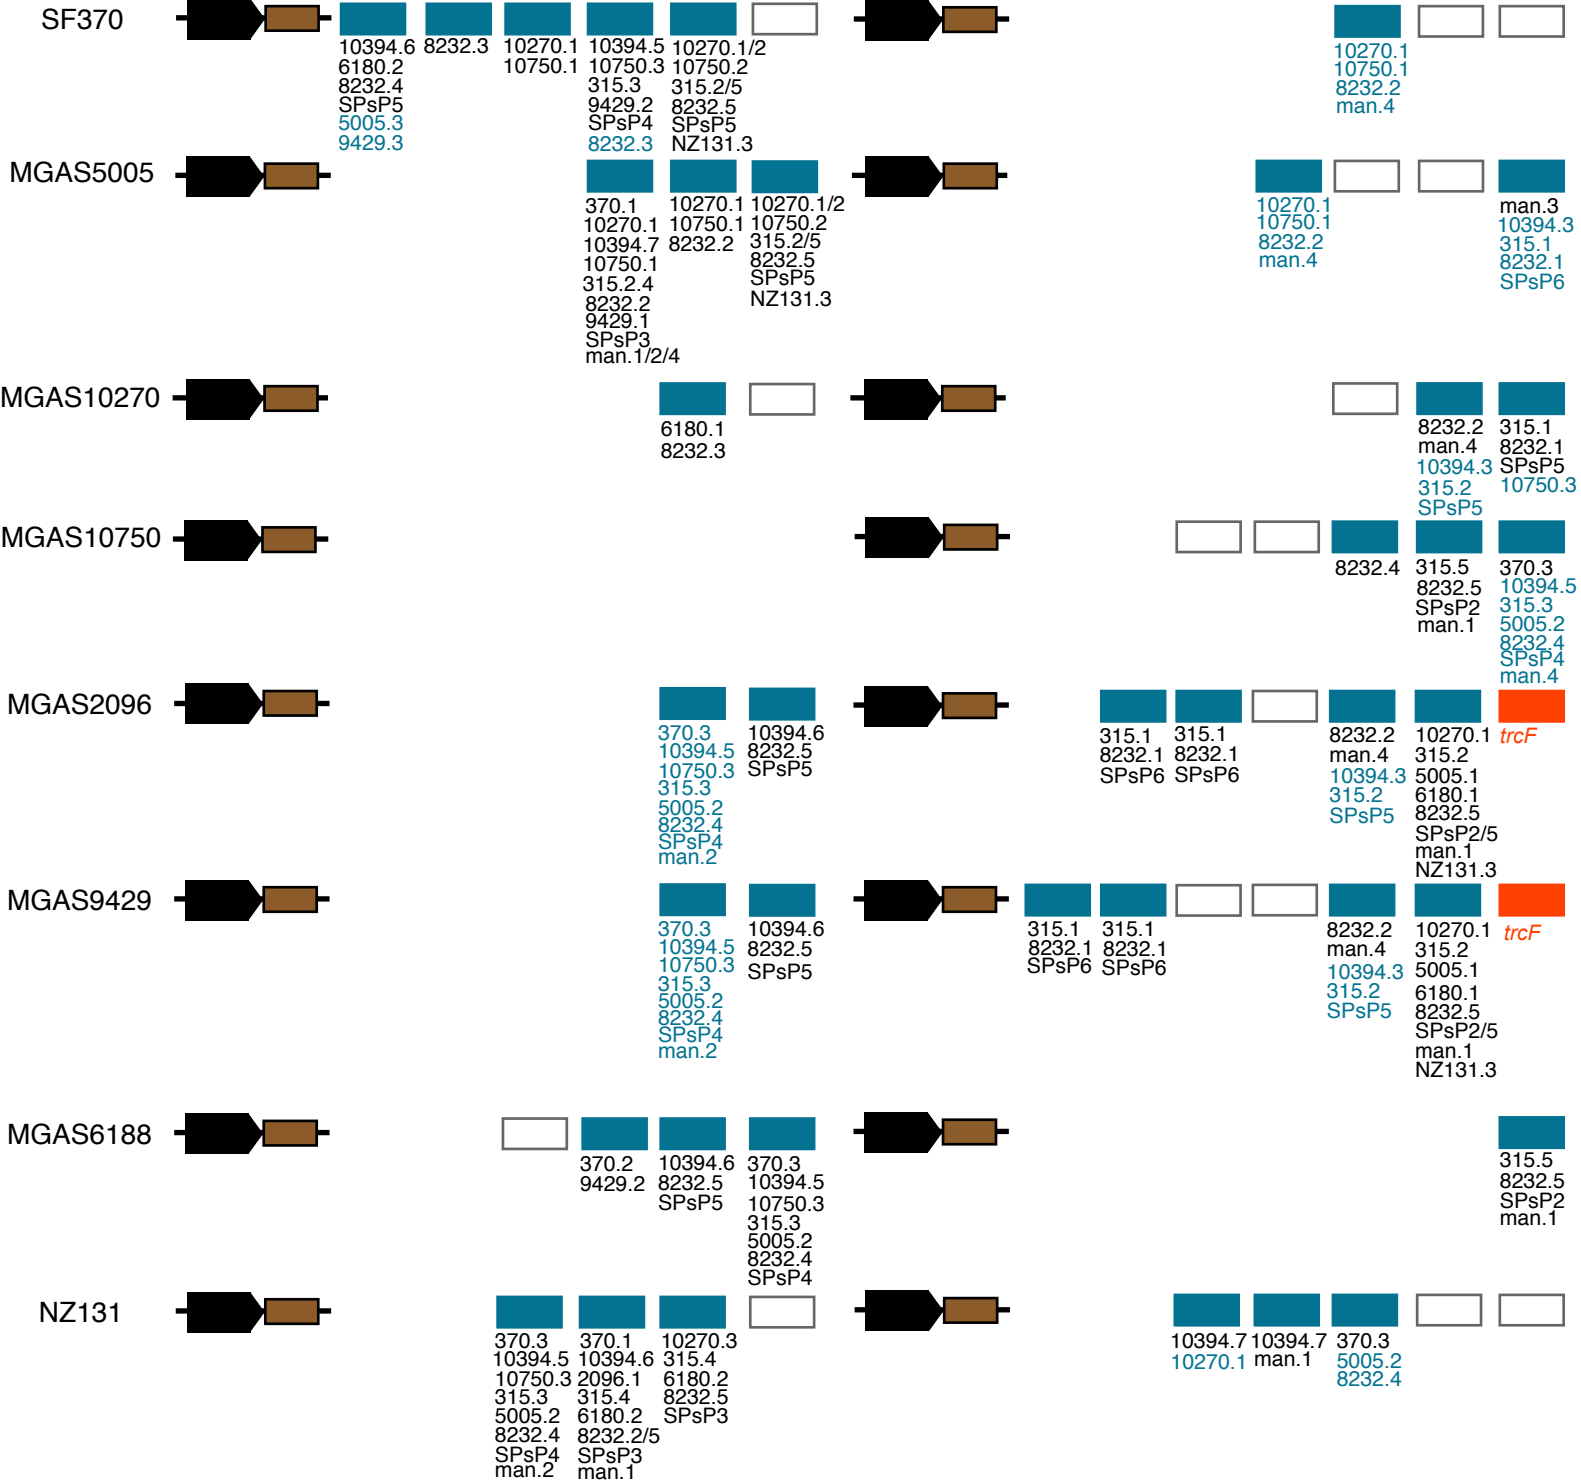 SF370
10394.6
6180.2
8232.4
SPsP5
5005.3
9429.3
8232.3
10270.1
10750.1
10394.5
10750.3
315.3
9429.2
SPsP4
8232.3
10270.1/2
10750.2
315.2/5
8232.5
SPsP5
NZ131.3
10270.1
10750.1
8232.2
man.4
MGAS5005
370.1
10270.1
10394.7
10750.1
315.2.4
8232.2
9429.1
SPsP3
man.1/2/4
10270.1
10750.1
8232.2
10270.1/2
10750.2
315.2/5
8232.5
SPsP5
NZ131.3
10270.1
10750.1
8232.2
man.4
man.3
10394.3
315.1
8232.1
SPsP6
MGAS10270
6180.1
8232.3
8232.2
man.4
10394.3
315.2
SPsP5
315.1
8232.1
SPsP5
10750.3
MGAS10750
8232.4
315.5
8232.5
SPsP2
man.1
370.3
10394.5
315.3
5005.2
8232.4
SPsP4
man.4
MGAS2096
370.3
10394.5
10750.3
315.3
5005.2
8232.4
SPsP4
man.2
10394.6
8232.5
SPsP5
315.1
8232.1
SPsP6
315.1
8232.1
SPsP6
8232.2
man.4
10394.3
315.2
SPsP5
10270.1
315.2
5005.1
6180.1
8232.5
SPsP2/5
man.1
NZ131.3
trcF
MGAS9429
370.3
10394.5
10750.3
315.3
5005.2
8232.4
SPsP4
man.2
10394.6
8232.5
SPsP5
315.1
8232.1
SPsP6
315.1
8232.1
SPsP6
8232.2
man.4
10394.3
315.2
SPsP5
10270.1
315.2
5005.1
6180.1
8232.5
SPsP2/5
man.1
NZ131.3
trcF
MGAS6188
370.2
9429.2
10394.6
8232.5
SPsP5
370.3
10394.5
10750.3
315.3
5005.2
8232.4
SPsP4
315.5
8232.5
SPsP2
man.1
NZ131
370.3
10394.5
10750.3
315.3
5005.2
8232.4
SPsP4
man.2
370.1
10394.6
2096.1
315.4
6180.2
8232.2/5
SPsP3
man.1
10270.3
315.4
6180.2
8232.5
SPsP3
10394.7
10270.1
10394.7
man.1
370.3
5005.2
8232.4